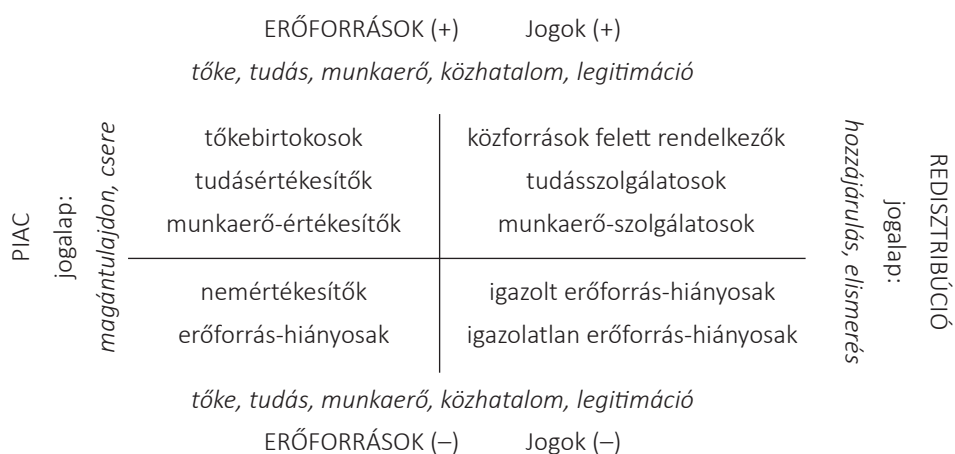 ERŐFORRÁSOK (+) Jogok (+)
tőke, tudás, munkaerő, közhatalom, legitimáció
PIAC
jogalap:
magántulajdon, csere
tőkebirtokosok
tudásértékesítők
munkaerő-értékesítők
közforrások felett rendelkezők
tudásszolgálatosok
munkaerő-szolgálatosok
nemértékesítők
erőforrás-hiányosak
igazolt erőforrás-hiányosak
igazolatlan erőforrás-hiányosak
hozzájárulás, elismerés
jogalap:
REDISZTRIBÚCIÓ
tőke, tudás, munkaerő, közhatalom, legitimáció
ERŐFORRÁSOK (–) Jogok (–)